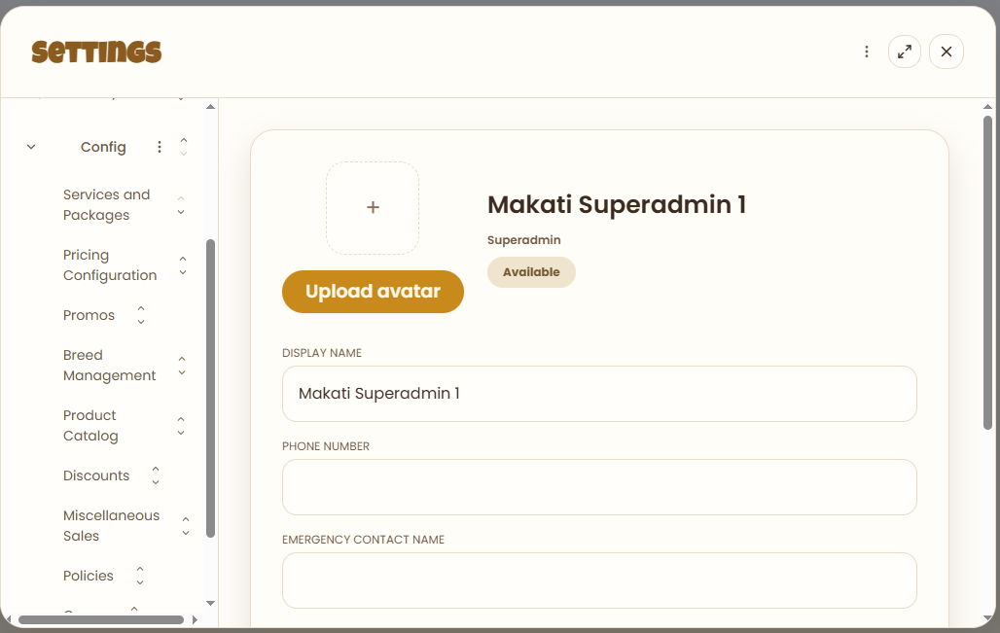 Settings
Config
Services and
Packages
Pricing
Configuration
Promos
Breed
Management
Product
Catalog
Discounts
Miscellaneous
Sales
Policies
+
Upload avatar
Makati Superadmin 1
Superadmin
Available
DISPLAY NAME
Makati Superadmin 1
PHONE NUMBER
EMERGENCY CONTACT NAME